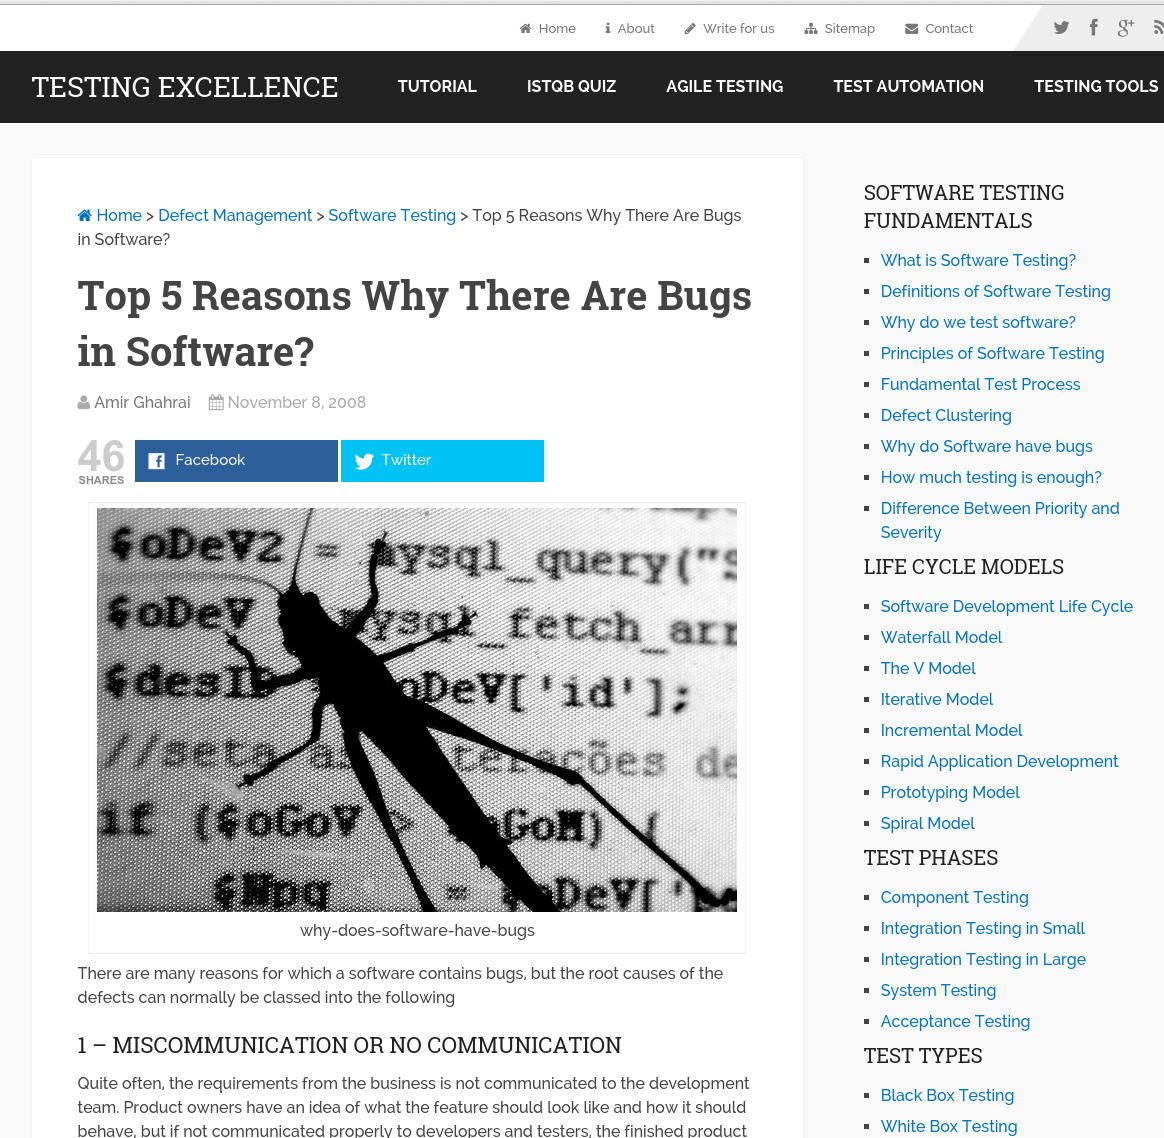 Home About Write for us Sitemap Contact
TESTING EXCELLENCE TUTORIAL ISTQB QUIZ AGILE TESTING TEST AUTOMATION TESTING TOOLS
Home > Defect Management > Software Testing > Top 5 Reasons Why There Are Bugs
in Software?
Top 5 Reasons Why There Are Bugs
in Software?
Amir Ghahrai November 8, 2008
46
SHARES
Facebook Twitter
$oDeV2 = mysql_query("S
$oDeV mysql_fetch_arr
oDeV['id'];
if ($oGoV > $oGoM) {
$Npq = $oDeV['
why-does-software-have-bugs
There are many reasons for which a software contains bugs, but the root causes of the
defects can normally be classed into the following
1 – MISCOMMUNICATION OR NO COMMUNICATION
Quite often, the requirements from the business is not communicated to the development
team. Product owners have an idea of what the feature should look like and how it should
behave, but if not communicated properly to developers and testers, the finished product
SOFTWARE TESTING
FUNDAMENTALS
What is Software Testing?
Definitions of Software Testing
Why do we test software?
Principles of Software Testing
Fundamental Test Process
Defect Clustering
Why do Software have bugs
How much testing is enough?
Difference Between Priority and
Severity
LIFE CYCLE MODELS
Software Development Life Cycle
Waterfall Model
The V Model
Iterative Model
Incremental Model
Rapid Application Development
Prototyping Model
Spiral Model
TEST PHASES
Component Testing
Integration Testing in Small
Integration Testing in Large
System Testing
Acceptance Testing
TEST TYPES
Black Box Testing
White Box Testing